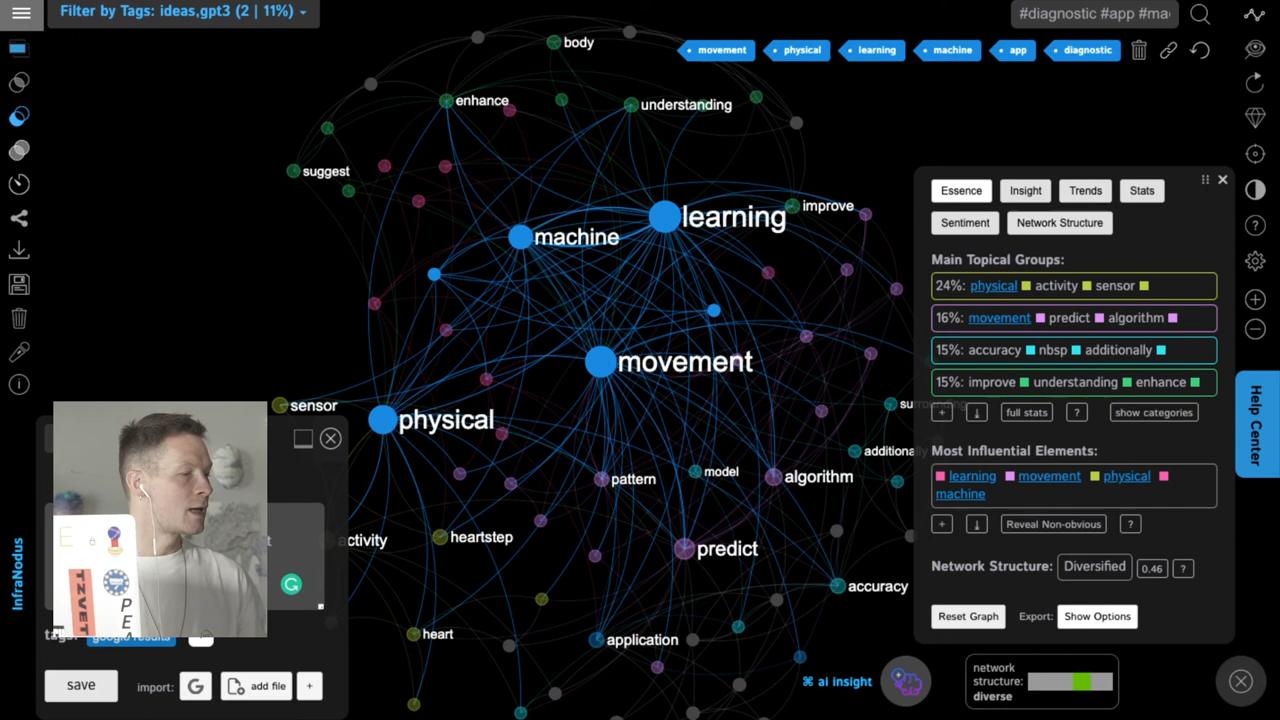 Filter by Tags: ideas,gpt3 (2 | 11%)
#diagnostic #app #ma
movement
physical
learning
machine
app
diagnostic
body
enhance
understanding
suggest
improve
learning
machine
movement
sensor
physical
additiona
pattern
model
algorithm
activity
heartstep
predict
accuracy
heart
application
Essence
Insight
Trends
Stats
Sentiment
Network Structure
Main Topical Groups:
24%: physical activity sensor
16%: movement predict algorithm
15%: accuracy nbsp additionally
15%: improve understanding enhance
+
full stats
?
show categories
Most Influential Elements:
learning movement physical
machine
+
Reveal Non-obvious
?
Network Structure: Diversified 0.46 ?
Reset Graph
Export:
Show Options
Help Center
InfraNodus
E
TZVET
PE
tags:
google results
save
import:
G
add file
+
⌘ ai insight
network
structure:
diverse